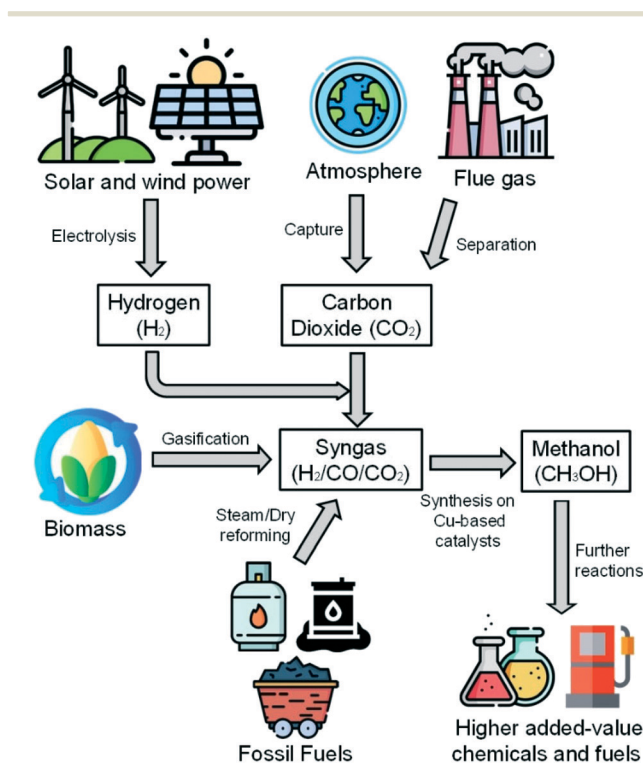 Solar and wind power
Atmosphere
Flue gas
Electrolysis
Capture
Separation
Hydrogen
(H₂)
Carbon
Dioxide (CO₂)
Gasification
Syngas
(H₂/CO/CO₂)
Methanol
(CH₃OH)
Biomass
Steam/Dry
reforming
Synthesis on
Cu-based
catalysts
Further
reactions
Fossil Fuels
Higher added-value
chemicals and fuels